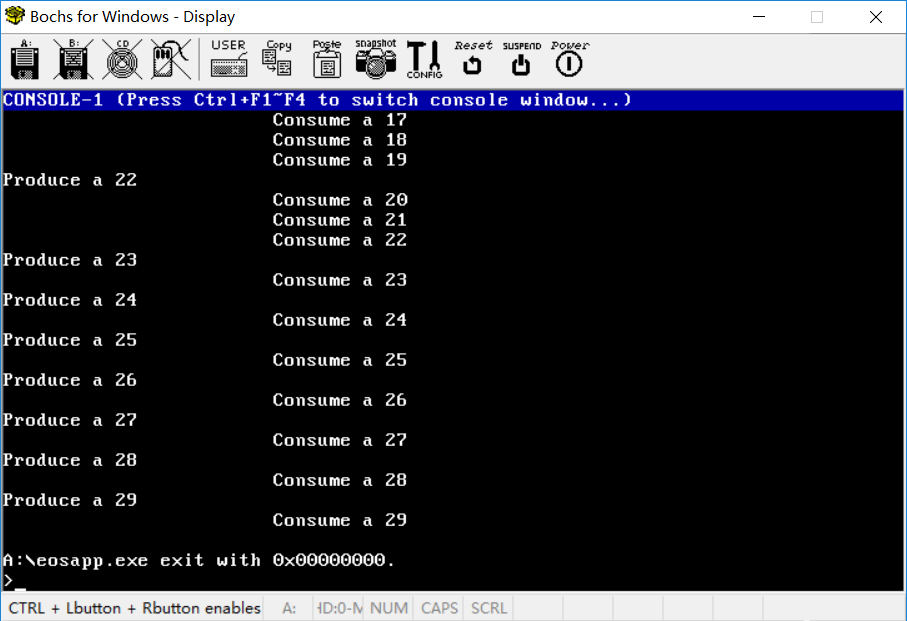 Bochs for Windows - Display
A: B: CD USER Copy Paste snapshot CONFIG Reset SUSPEND Power
CONSOLE-1 (Press Ctrl+F1~F4 to switch console window...)
Consume a 17
Consume a 18
Consume a 19
Produce a 22
Consume a 20
Consume a 21
Consume a 22
Produce a 23
Consume a 23
Produce a 24
Consume a 24
Produce a 25
Consume a 25
Produce a 26
Consume a 26
Produce a 27
Consume a 27
Produce a 28
Consume a 28
Produce a 29
Consume a 29
A:\eosapp.exe exit with 0x00000000.
>_
CTRL + Lbutton + Rbutton enables A: HD:0-M NUM CAPS SCRL